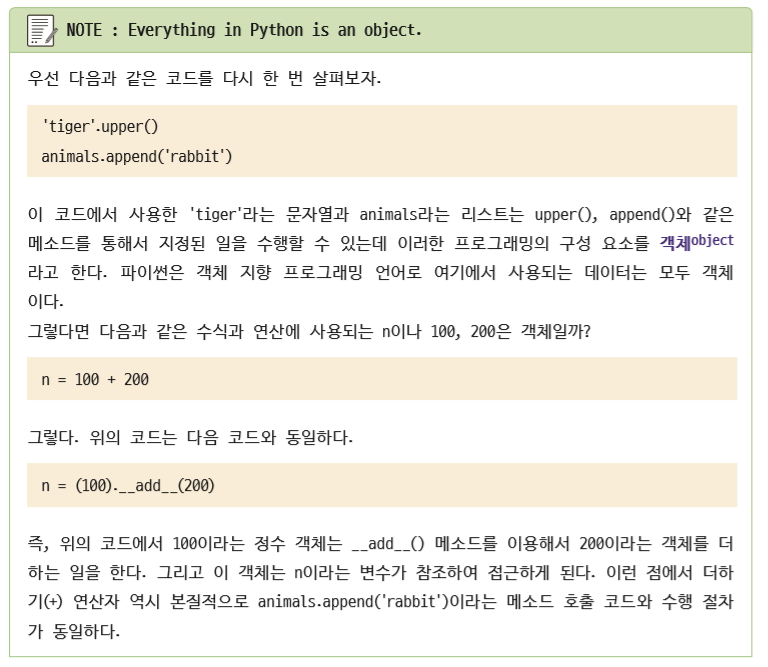 NOTE : Everything in Python is an object.
우선 다음과 같은 코드를 다시 한 번 살펴보자.
'tiger'.upper()
animals.append('rabbit')
이 코드에서 사용한 'tiger'라는 문자열과 animals라는 리스트는 upper(), append()와 같은
메소드를 통해서 지정된 일을 수행할 수 있는데 이러한 프로그래밍의 구성 요소를 객체object
라고 한다. 파이썬은 객체 지향 프로그래밍 언어로 여기에서 사용되는 데이터는 모두 객체
이다.
그렇다면 다음과 같은 수식과 연산에 사용되는 n이나 100, 200은 객체일까?
n = 100 + 200
그렇다. 위의 코드는 다음 코드와 동일하다.
n = (100).__add__(200)
즉, 위의 코드에서 100이라는 정수 객체는 __add__() 메소드를 이용해서 200이라는 객체를 더
하는 일을 한다. 그리고 이 객체는 n이라는 변수가 참조하여 접근하게 된다. 이런 점에서 더하
기(+) 연산자 역시 본질적으로 animals.append('rabbit')이라는 메소드 호출 코드와 수행 절차
가 동일하다.